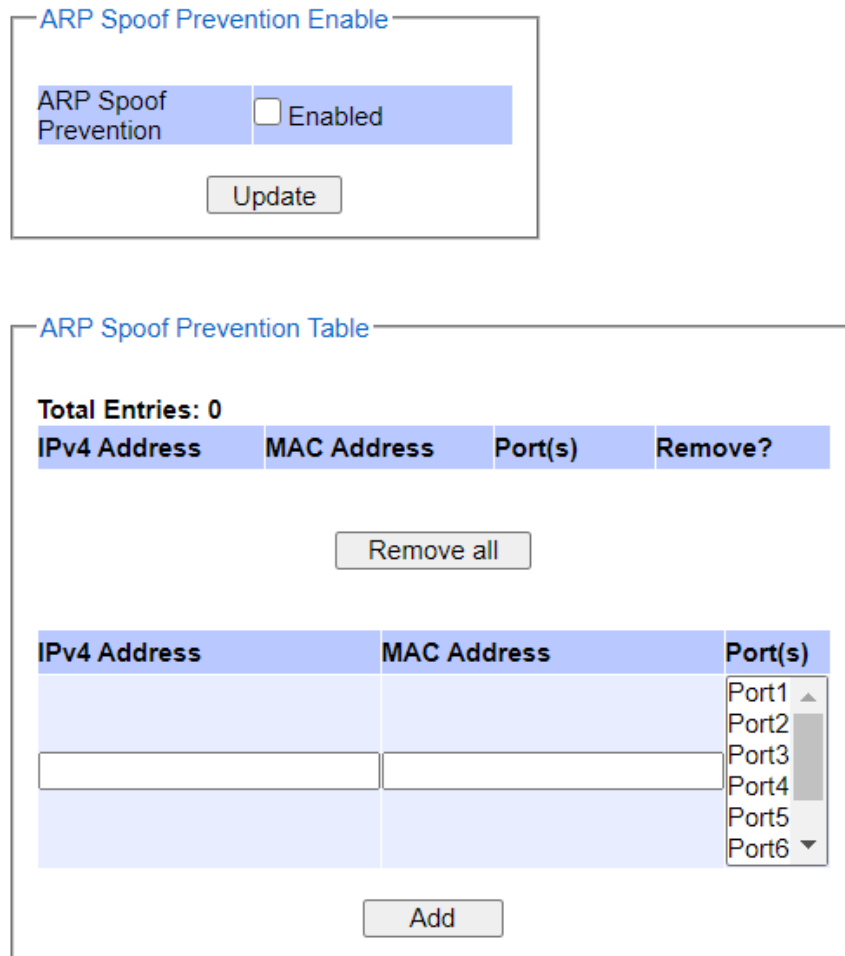 ARP Spoof Prevention Enable
ARP Spoof
Prevention
Enabled
Update
ARP Spoof Prevention Table
Total Entries: 0
IPv4 Address MAC Address Port(s) Remove?
Remove all
IPv4 Address MAC Address Port(s)
Port1
Port2
Port3
Port4
Port5
Port6
Add